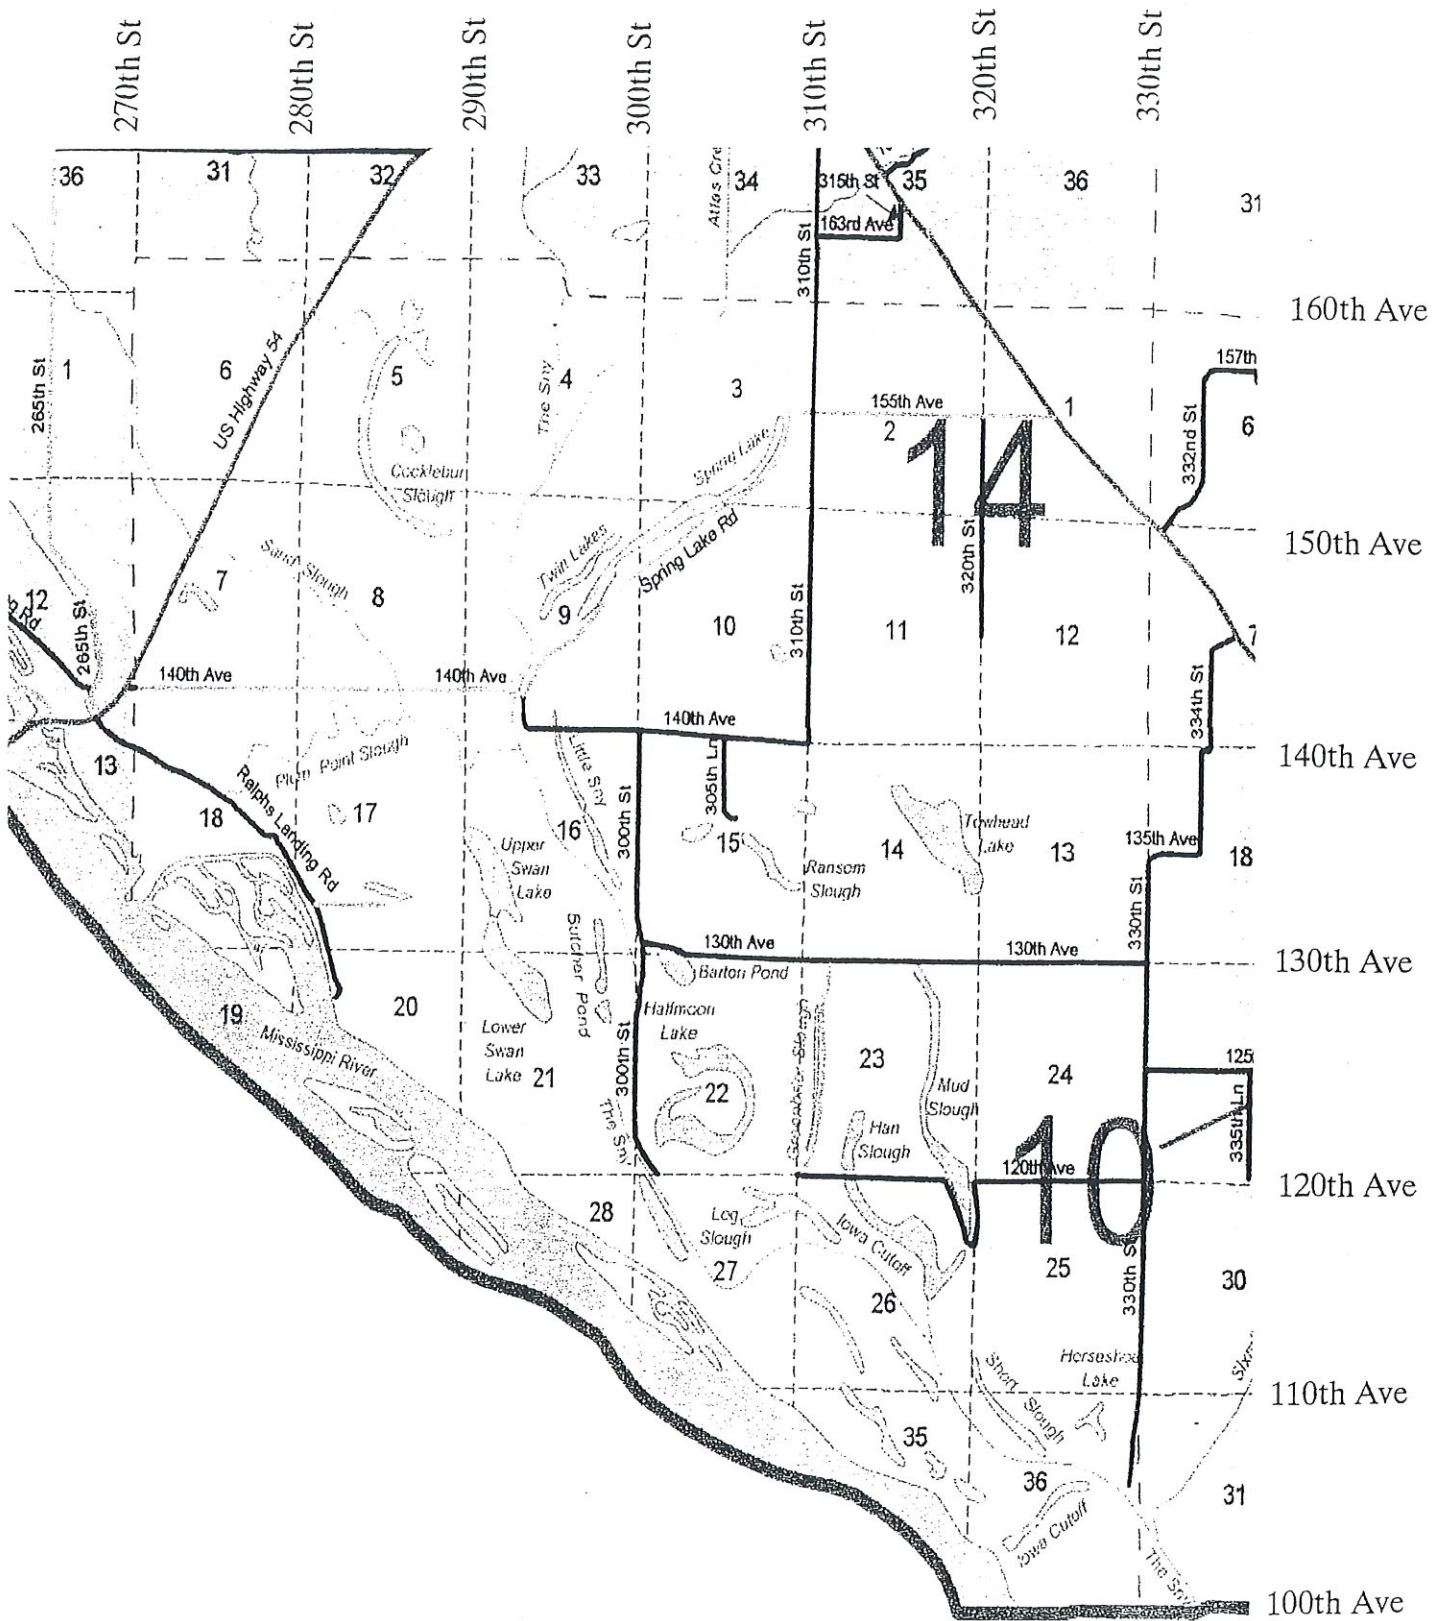 270th St
280th St
290th St
300th St
310th St
320th St
330th St
36
31
32
33
Atlas Cre
34
315th St
35
36
31
163rd Ave
310th St
160th Ave
265th St
1
6
US Highway 54
5
The Sny
4
3
155th Ave
2
1
157th
332nd St
6
14
Cocklebur
Slough
Spring Lake
Spring Lake Rd
Twin Lakes
320th St
150th Ave
12
Rd
265th St
7
Sand Slough
8
9
10
310th St
11
12
7
334th St
140th Ave
140th Ave
140th Ave
140th Ave
13
Plum Point Slough
Ralphs Landing Rd
18
17
Little Sny
16
300th St
305th Ln
15
Ransom
Slough
14
Towhead
Lake
13
135th Ave
18
Upper
Swan
Lake
Butcher Pond
330th St
130th Ave
130th Ave
130th Ave
Barton Pond
19
Mississippi River
20
Lower
Swan
Lake
21
300th St
Halfmoon
Lake
22
The Sny
23
Mud
Slough
Han
Slough
24
125
335th Ln
10
120th Ave
120th Ave
28
Log
Slough
27
Iowa Cutoff
26
25
330th St
30
Horseshoe
Lake
Short Slough
110th Ave
35
36
Iowa Cutoff
31
The Sny
100th Ave